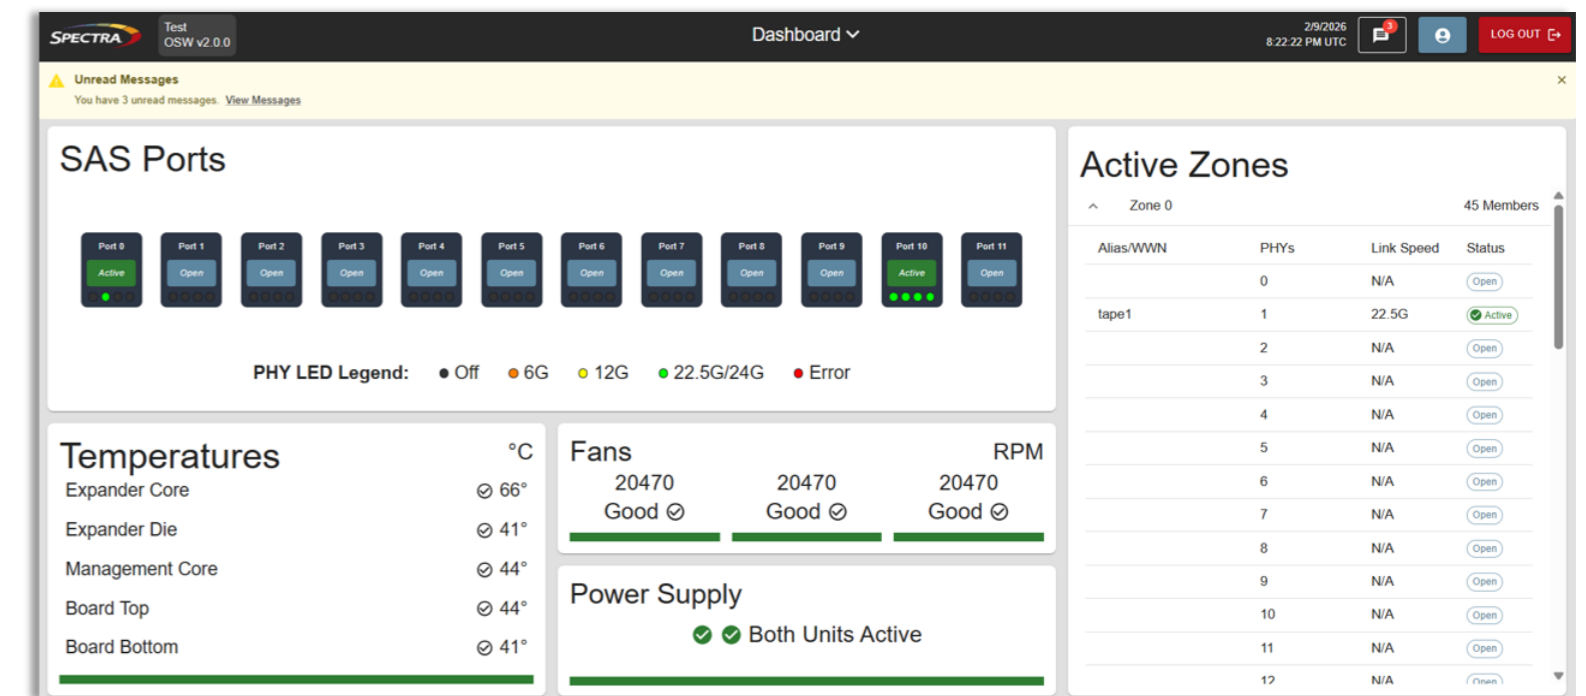 SPECTRA
Test
OSW v2.0.0
Dashboard
2/9/2026
8:22:22 PM UTC
3
LOG OUT
Unread Messages
You have 3 unread messages. View Messages
SAS Ports
Port 0 Port 1 Port 2 Port 3 Port 4 Port 5 Port 6 Port 7 Port 8 Port 9 Port 10 Port 11
Active Open Open Open Open Open Open Open Open Open Active Open
PHY LED Legend: Off 6G 12G 22.5G/24G Error
Temperatures °C
Expander Core 66°
Expander Die 41°
Management Core 44°
Board Top 44°
Board Bottom 41°
Fans RPM
20470 20470 20470
Good Good Good
Power Supply
Both Units Active
Active Zones
Zone 0 45 Members
Alias/WWN PHYs Link Speed Status
0 N/A Open
tape1 1 22.5G Active
2 N/A Open
3 N/A Open
4 N/A Open
5 N/A Open
6 N/A Open
7 N/A Open
8 N/A Open
9 N/A Open
10 N/A Open
11 N/A Open
12 N/A Open